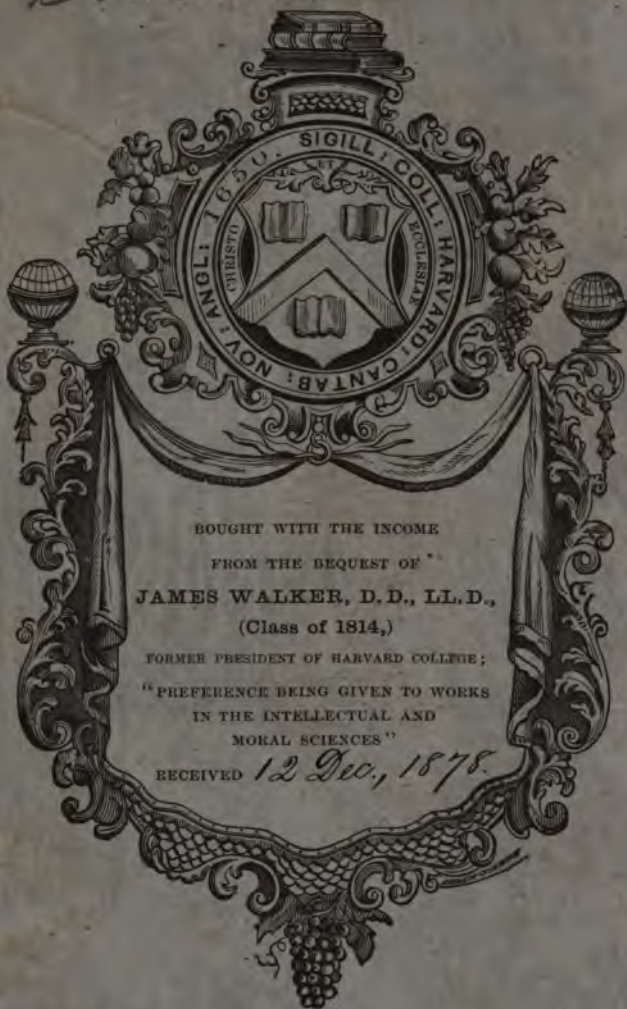 SIGILL: COLL: HARVARD: CANTAB: NOV: ANGL: 1650.
ET
CHRISTO
ECCLESIAE
BOUGHT WITH THE INCOME
FROM THE BEQUEST OF
JAMES WALKER, D.D., LL.D.,
(Class of 1814,)
FORMER PRESIDENT OF HARVARD COLLEGE;
"PREFERENCE BEING GIVEN TO WORKS
IN THE INTELLECTUAL AND
MORAL SCIENCES"
RECEIVED 12 Dec., 1878.